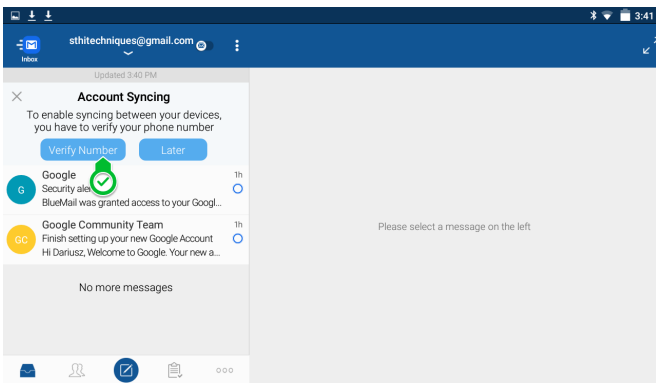 3:41
sthitechniques@gmail.com
Inbox
Updated 3:40 PM
Account Syncing
To enable syncing between your devices,
you have to verify your phone number
Verify Number
Later
Google
1h
G
Security aler
BlueMail was granted access to your Googl...
Google Community Team
1h
GC
Finish setting up your new Google Account
Hi Dariusz, Welcome to Google. Your new a...
No more messages
Please select a message on the left